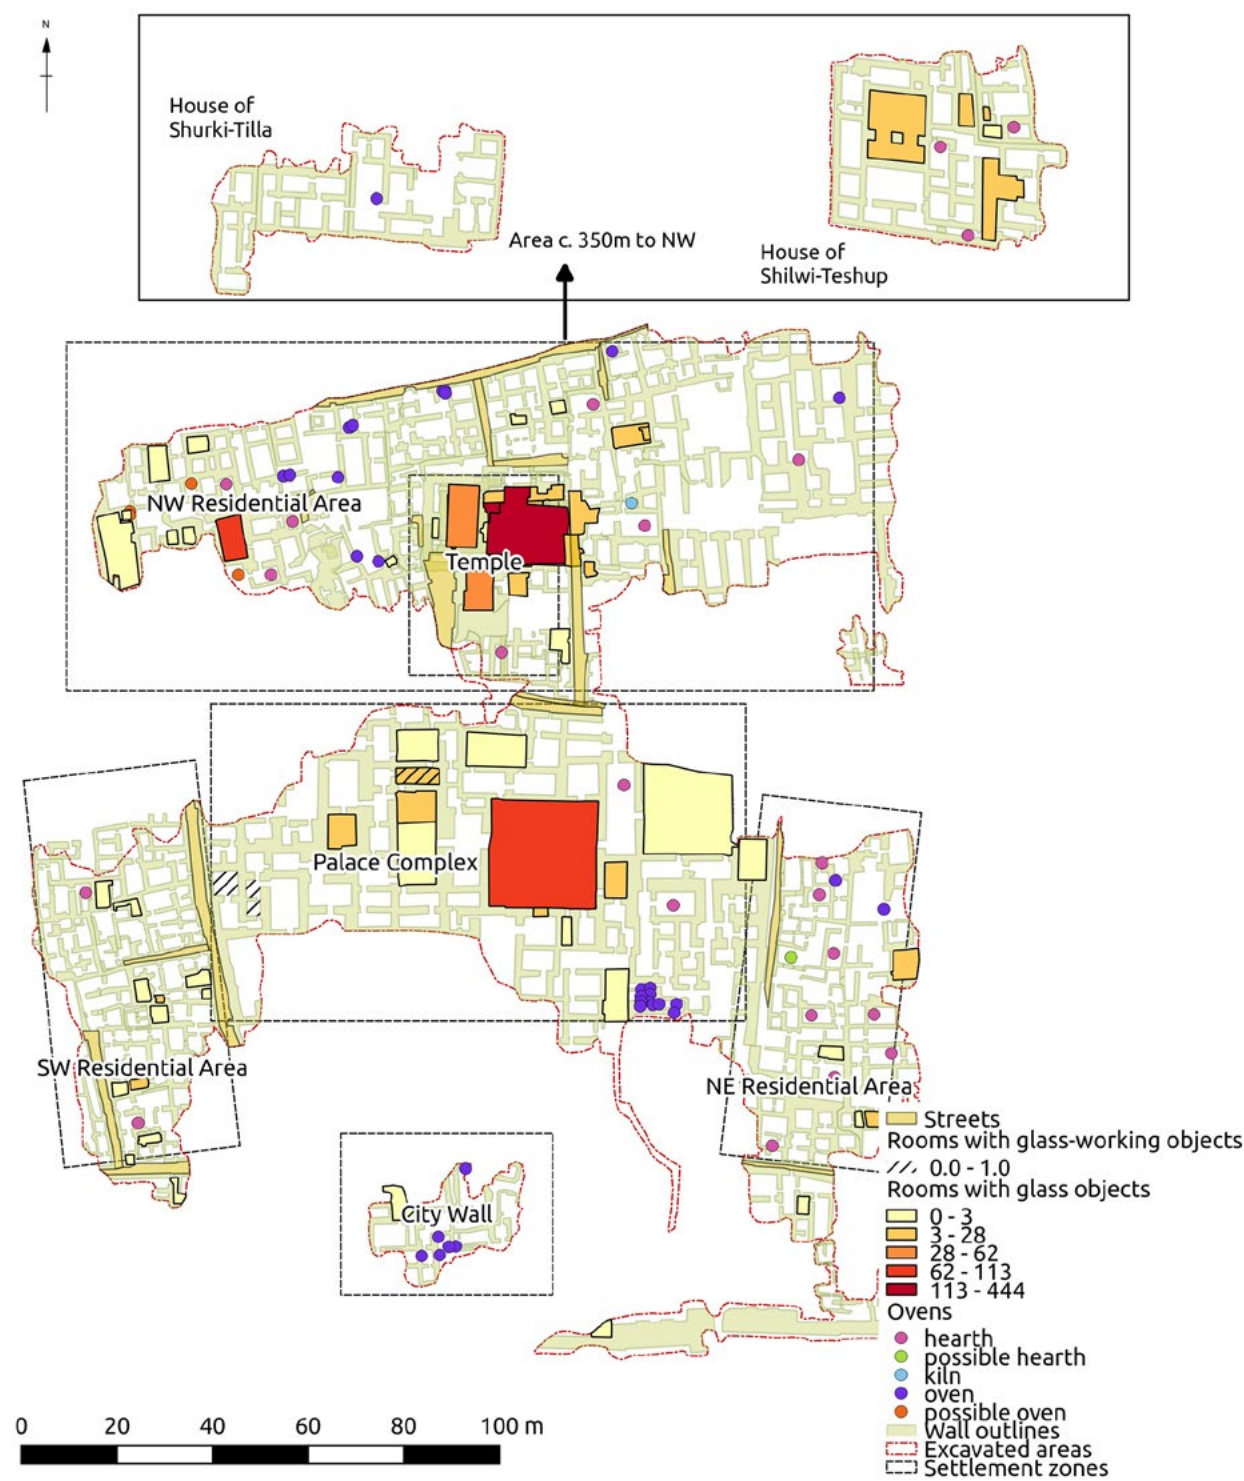 N
House of
Shurki-Tilla
Area c. 350m to NW
House of
Shilwi-Teshup
NW Residential Area
Temple
Palace Complex
SW Residential Area
NE Residential Area
City Wall
Streets
Rooms with glass-working objects
0.0 - 1.0
Rooms with glass objects
0 - 3
3 - 28
28 - 62
62 - 113
113 - 444
Ovens
hearth
possible hearth
kiln
oven
possible oven
Wall outlines
Excavated areas
Settlement zones
0 20 40 60 80 100 m